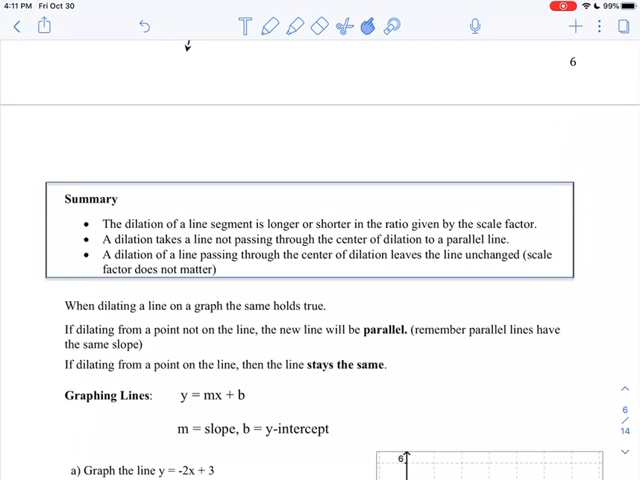 4:11 PM Fri Oct 30
99%
T
6
Summary
• The dilation of a line segment is longer or shorter in the ratio given by the scale factor.
• A dilation takes a line not passing through the center of dilation to a parallel line.
• A dilation of a line passing through the center of dilation leaves the line unchanged (scale
factor does not matter)
When dilating a line on a graph the same holds true.
If dilating from a point not on the line, the new line will be parallel. (remember parallel lines have
the same slope)
If dilating from a point on the line, then the line stays the same.
Graphing Lines: y = mx + b
m = slope, b = y-intercept
6
/
14
a) Graph the line y = -2x + 3
6